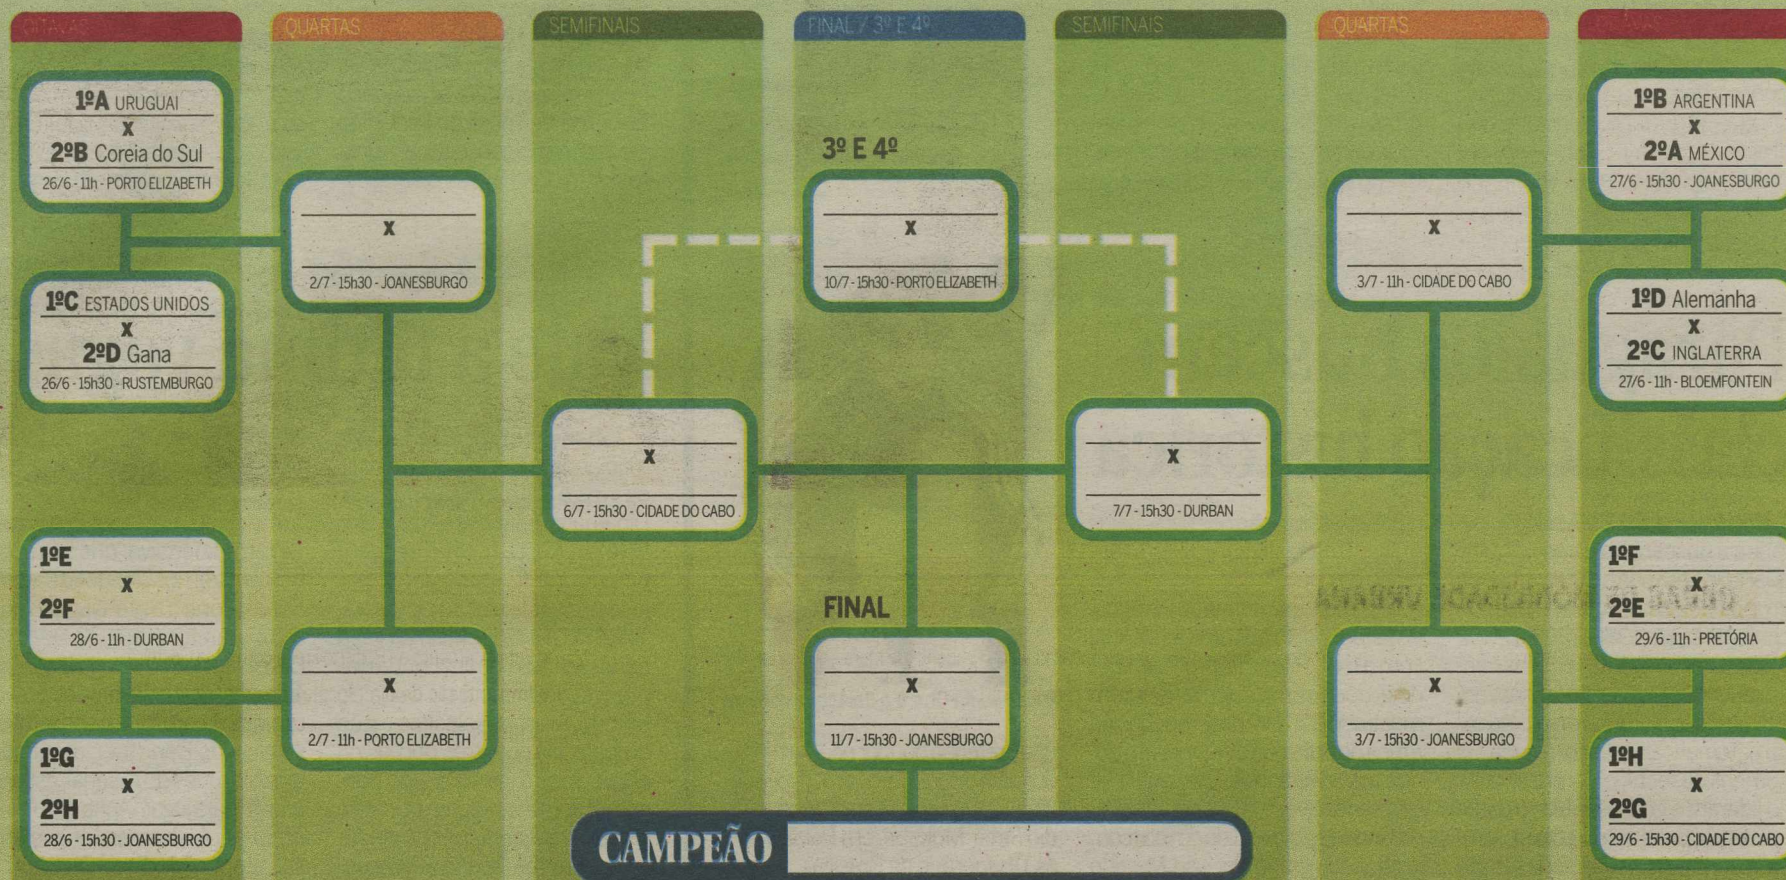 OITAVAS
QUARTAS
SEMIFINAIS
FINAL / 3º E 4º
SEMIFINAIS
QUARTAS
1ºA URUGUAI
X
2ºB Coreia do Sul
26/6 - 11h - PORTO ELIZABETH
1ºC ESTADOS UNIDOS
X
2ºD Gana
26/6 - 15h30 - RUSTEMBURGO
1ºE
X
2ºF
28/6 - 11h - DURBAN
1ºG
X
2ºH
28/6 - 15h30 - JOANESBURGO
X
2/7 - 15h30 - JOANESBURGO
X
2/7 - 11h - PORTO ELIZABETH
X
6/7 - 15h30 - CIDADE DO CABO
3º E 4º
X
10/7 - 15h30 - PORTO ELIZABETH
FINAL
X
11/7 - 15h30 - JOANESBURGO
CAMPEÃO
X
7/7 - 15h30 - DURBAN
X
3/7 - 11h - CIDADE DO CABO
X
3/7 - 15h30 - JOANESBURGO
1ºB ARGENTINA
X
2ºA MÉXICO
27/6 - 15h30 - JOANESBURGO
1ºD Alemanha
X
2ºC INGLATERRA
27/6 - 11h - BLOEMFONTEIN
1ºF
X
2ºE
29/6 - 11h - PRETÓRIA
1ºH
X
2ºG
29/6 - 15h30 - CIDADE DO CABO